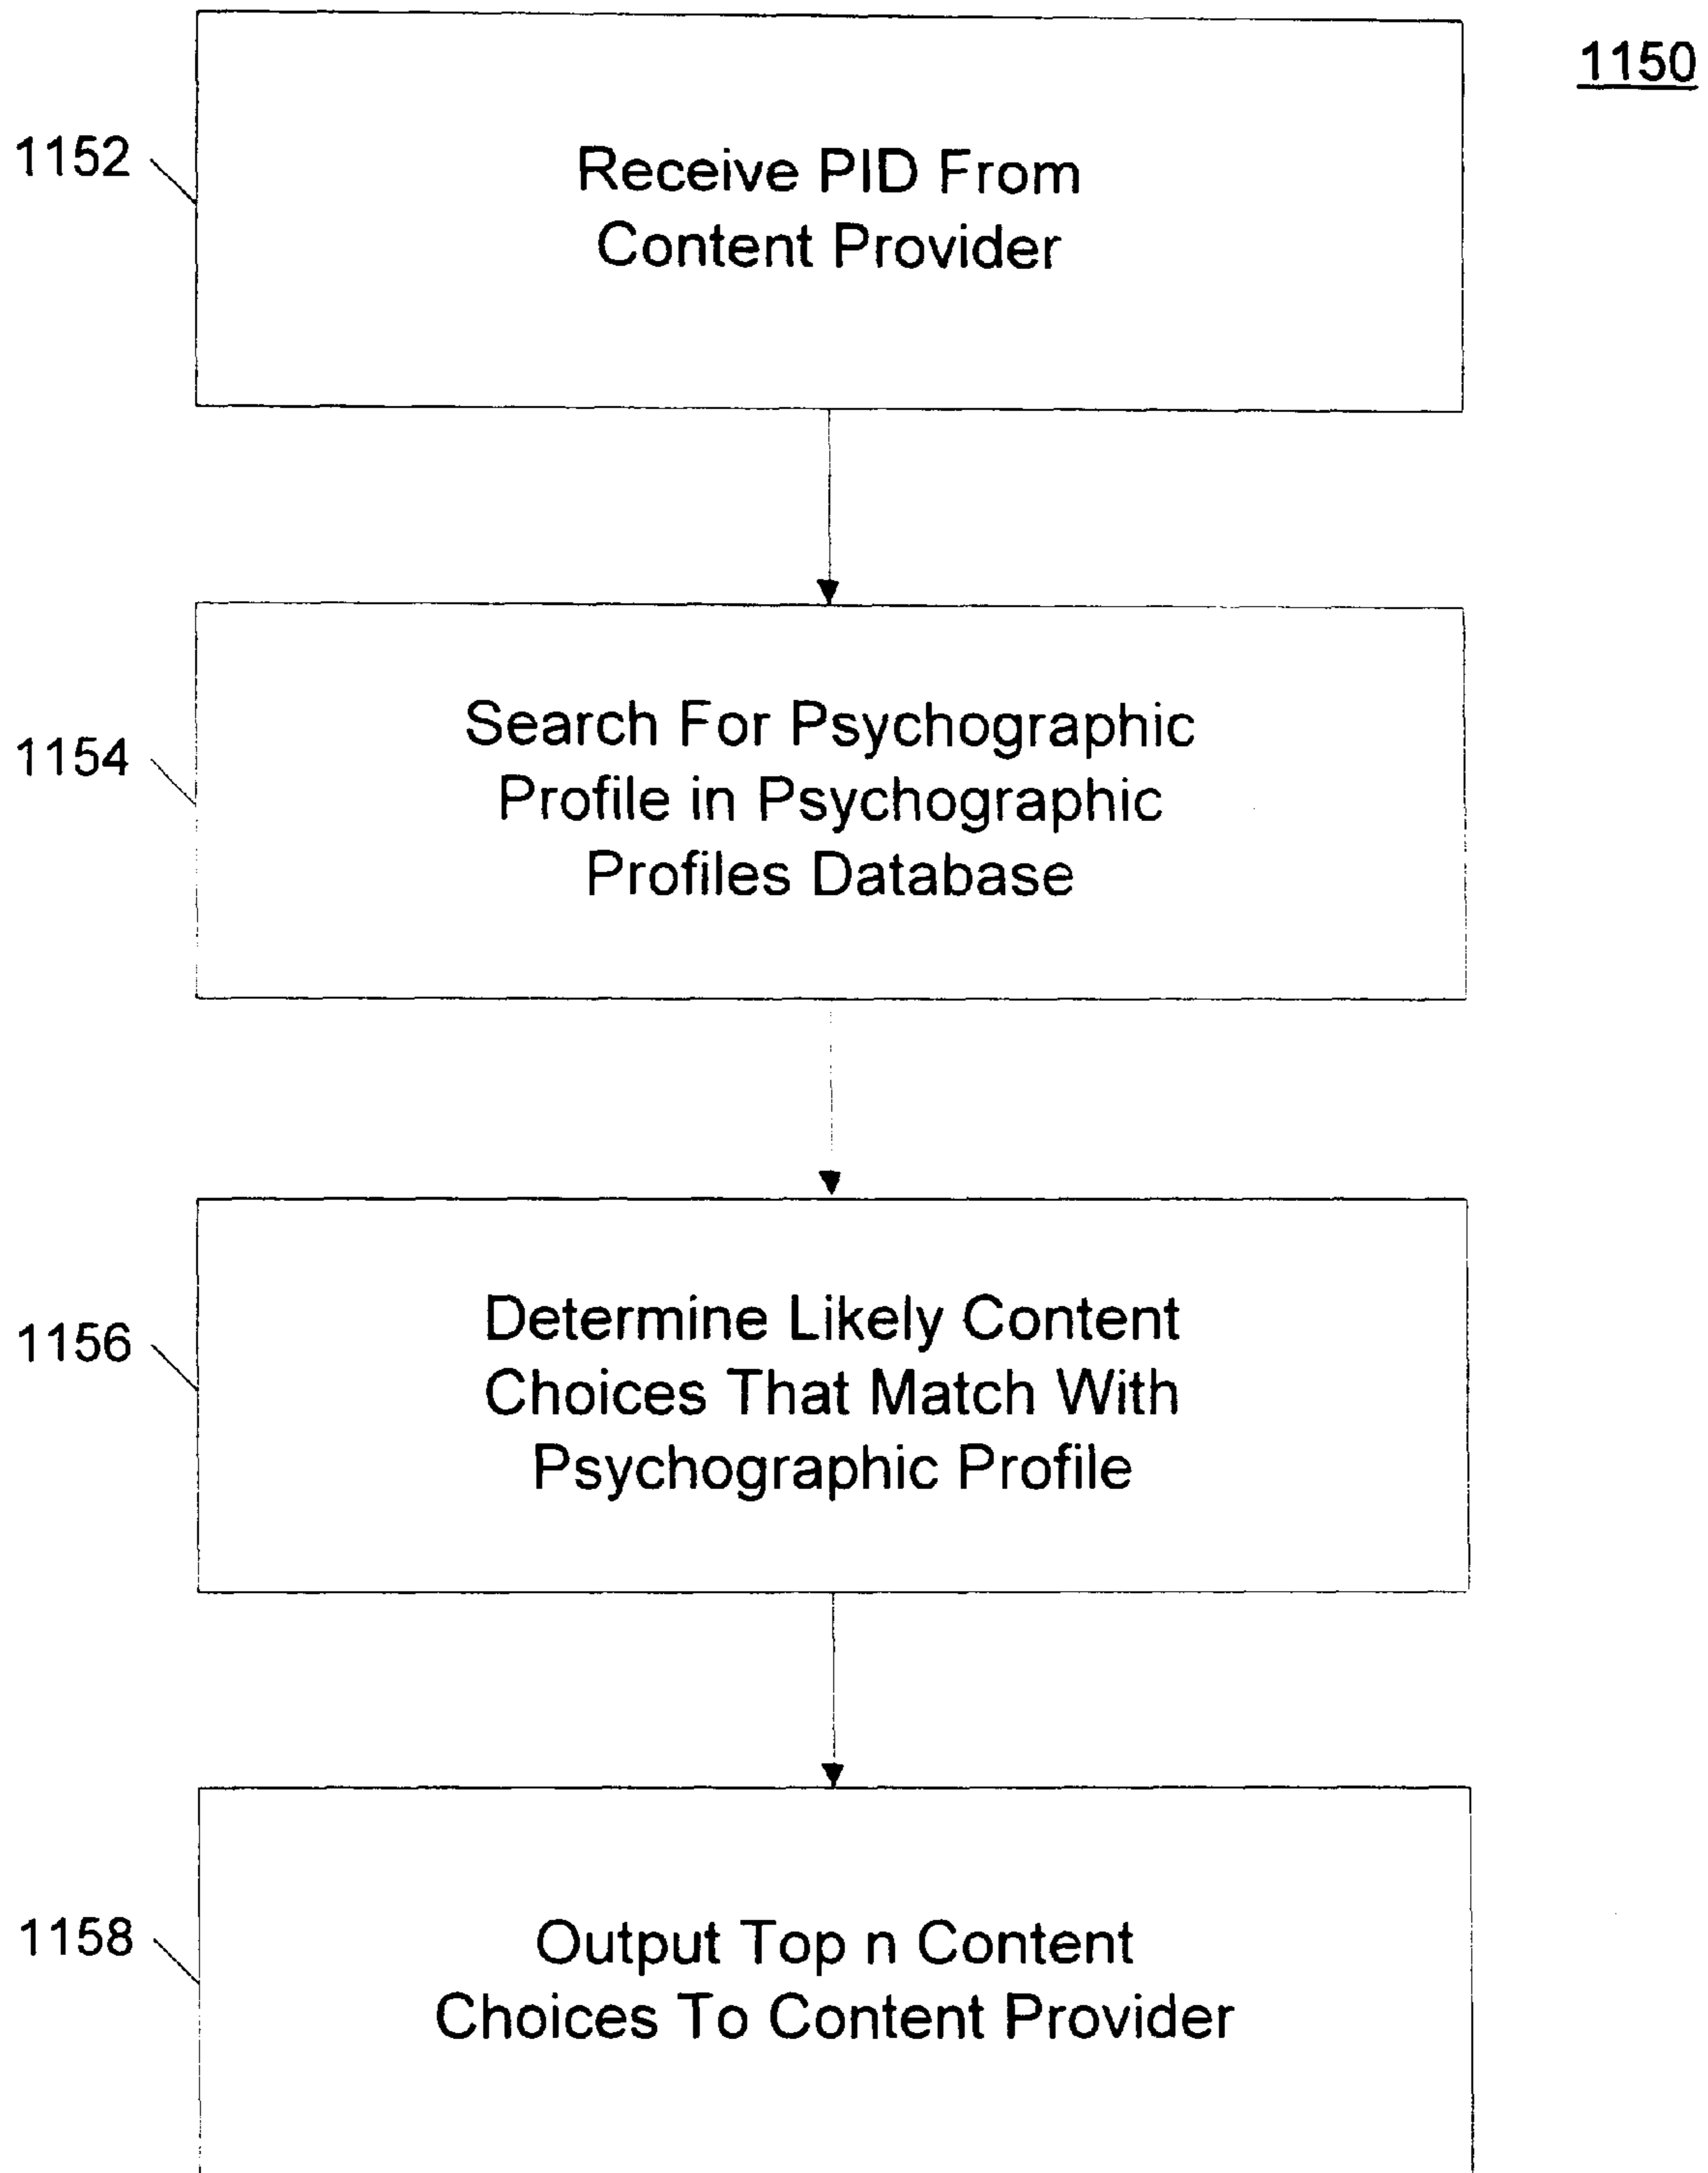 1150
1152
Receive PID From
Content Provider
1154
Search For Psychographic
Profile in Psychographic
Profiles Database
1156
Determine Likely Content
Choices That Match With
Psychographic Profile
1158
Output Top n Content
Choices To Content Provider